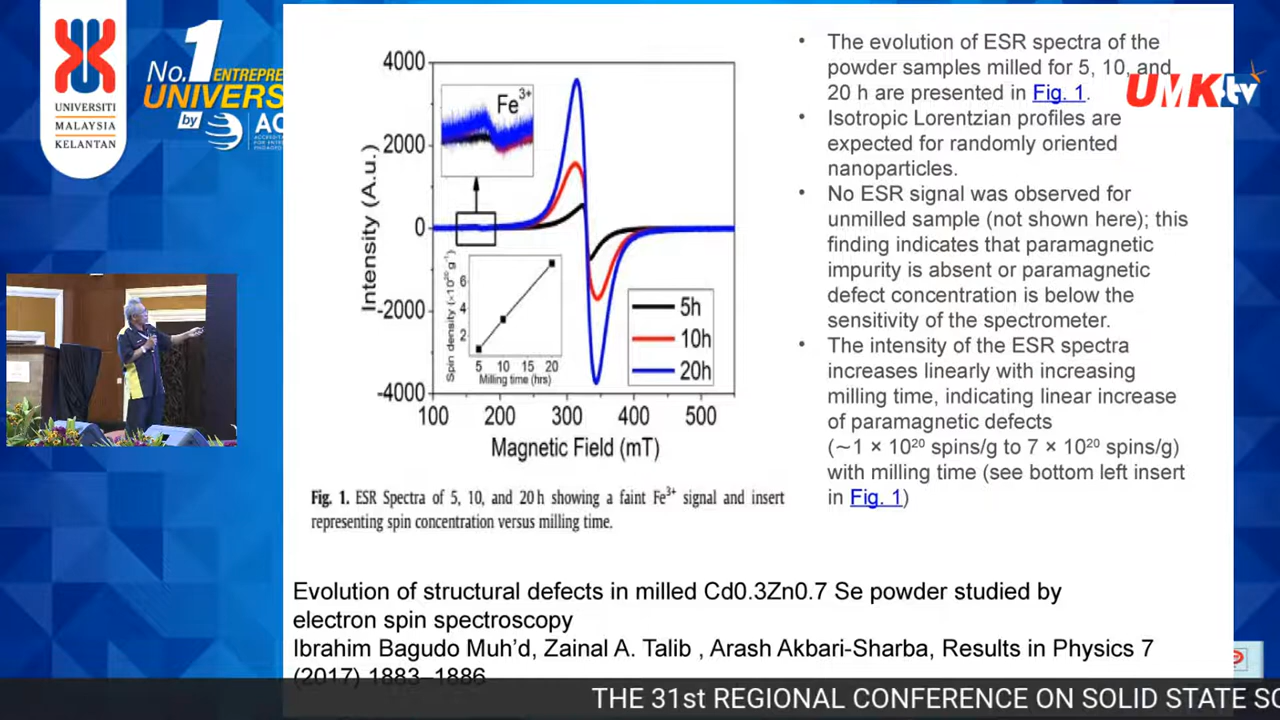 UNIVERSITI
MALAYSIA
KELANTAN
No.1 ENTREPRE
UNIVERS
by
UMKtv
4000
2000
0
-2000
-4000
Intensity (A.u.)
Fe3+
Spin density (×10²⁰ g⁻¹)
6
4
2
5 10 15 20
Milling time (hrs)
5h
10h
20h
100 200 300 400 500
Magnetic Field (mT)
Fig. 1. ESR Spectra of 5, 10, and 20 h showing a faint Fe3+ signal and insert
representing spin concentration versus milling time.
• The evolution of ESR spectra of the
powder samples milled for 5, 10, and
20 h are presented in Fig. 1.
• Isotropic Lorentzian profiles are
expected for randomly oriented
nanoparticles.
• No ESR signal was observed for
unmilled sample (not shown here); this
finding indicates that paramagnetic
impurity is absent or paramagnetic
defect concentration is below the
sensitivity of the spectrometer.
• The intensity of the ESR spectra
increases linearly with increasing
milling time, indicating linear increase
of paramagnetic defects
(~1 × 10²⁰ spins/g to 7 × 10²⁰ spins/g)
with milling time (see bottom left insert
in Fig. 1)
Evolution of structural defects in milled Cd0.3Zn0.7 Se powder studied by
electron spin spectroscopy
Ibrahim Bagudo Muh'd, Zainal A. Talib , Arash Akbari-Sharba, Results in Physics 7
(2017) 1883–1886
THE 31st REGIONAL CONFERENCE ON SOLID STATE SC